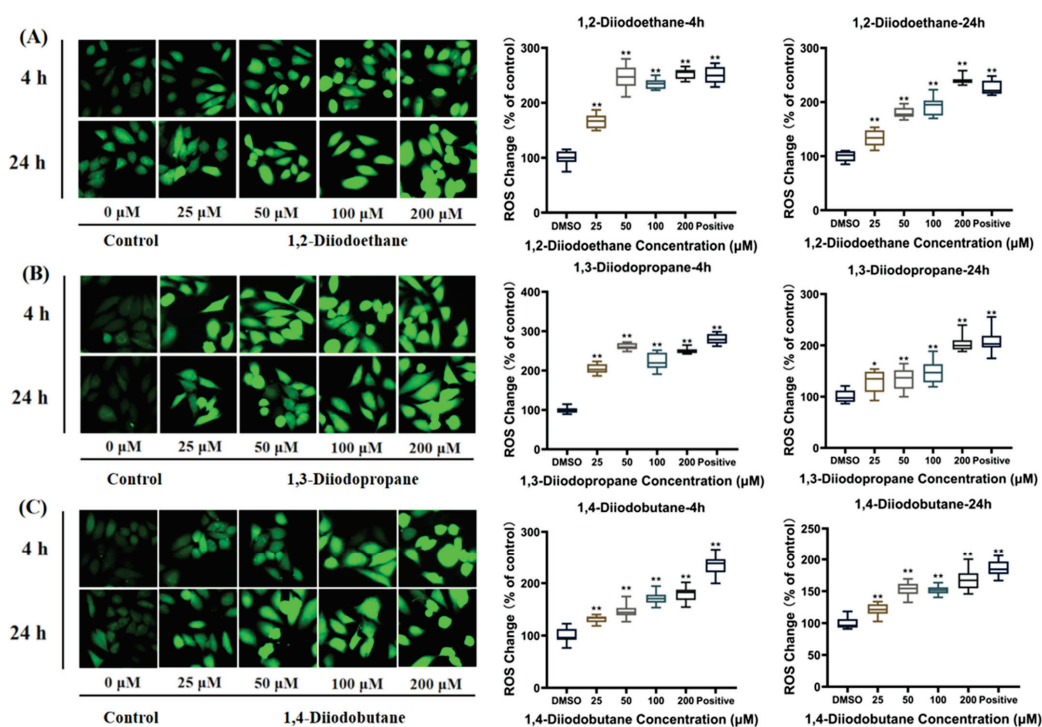 (A)
4 h
24 h
0 μM 25 μM 50 μM 100 μM 200 μM
Control 1,2-Diiodoethane
1,2-Diiodoethane-4h
ROS Change (% of control)
300
200
100
0
DMSO 25 50 100 200 Positive
1,2-Diiodoethane Concentration (μM)
** ** ** ** **
1,2-Diiodoethane-24h
ROS Change (% of control)
300
200
100
0
DMSO 25 50 100 200 Positive
1,2-Diiodoethane Concentration (μM)
** ** ** ** **
(B)
4 h
24 h
0 μM 25 μM 50 μM 100 μM 200 μM
Control 1,3-Diiodopropane
1,3-Diiodopropane-4h
ROS Change (% of control)
400
300
200
100
0
DMSO 25 50 100 200 Positive
1,3-Diiodopropane Concentration (μM)
** ** ** ** **
1,3-Diiodopropane-24h
ROS Change (% of control)
300
200
100
0
DMSO 25 50 100 200 Positive
1,3-Diiodopropane Concentration (μM)
* ** ** ** **
(C)
4 h
24 h
0 μM 25 μM 50 μM 100 μM 200 μM
Control 1,4-Diiodobutane
1,4-Diiodobutane-4h
ROS Change (% of control)
300
200
100
0
DMSO 25 50 100 200 Positive
1,4-Diiodobutane Concentration (μM)
** ** ** ** **
1,4-Diiodobutane-24h
ROS Change (% of control)
250
200
150
100
50
0
DMSO 25 50 100 200 Positive
1,4-Diiodobutane Concentration (μM)
** ** ** ** **